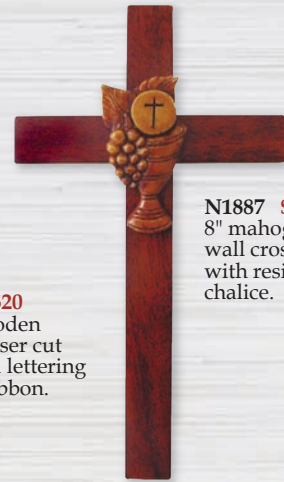 N1887
8" mahog
wall cros
with resi
chalice.
520
oden
ser cut
lettering
bbon.